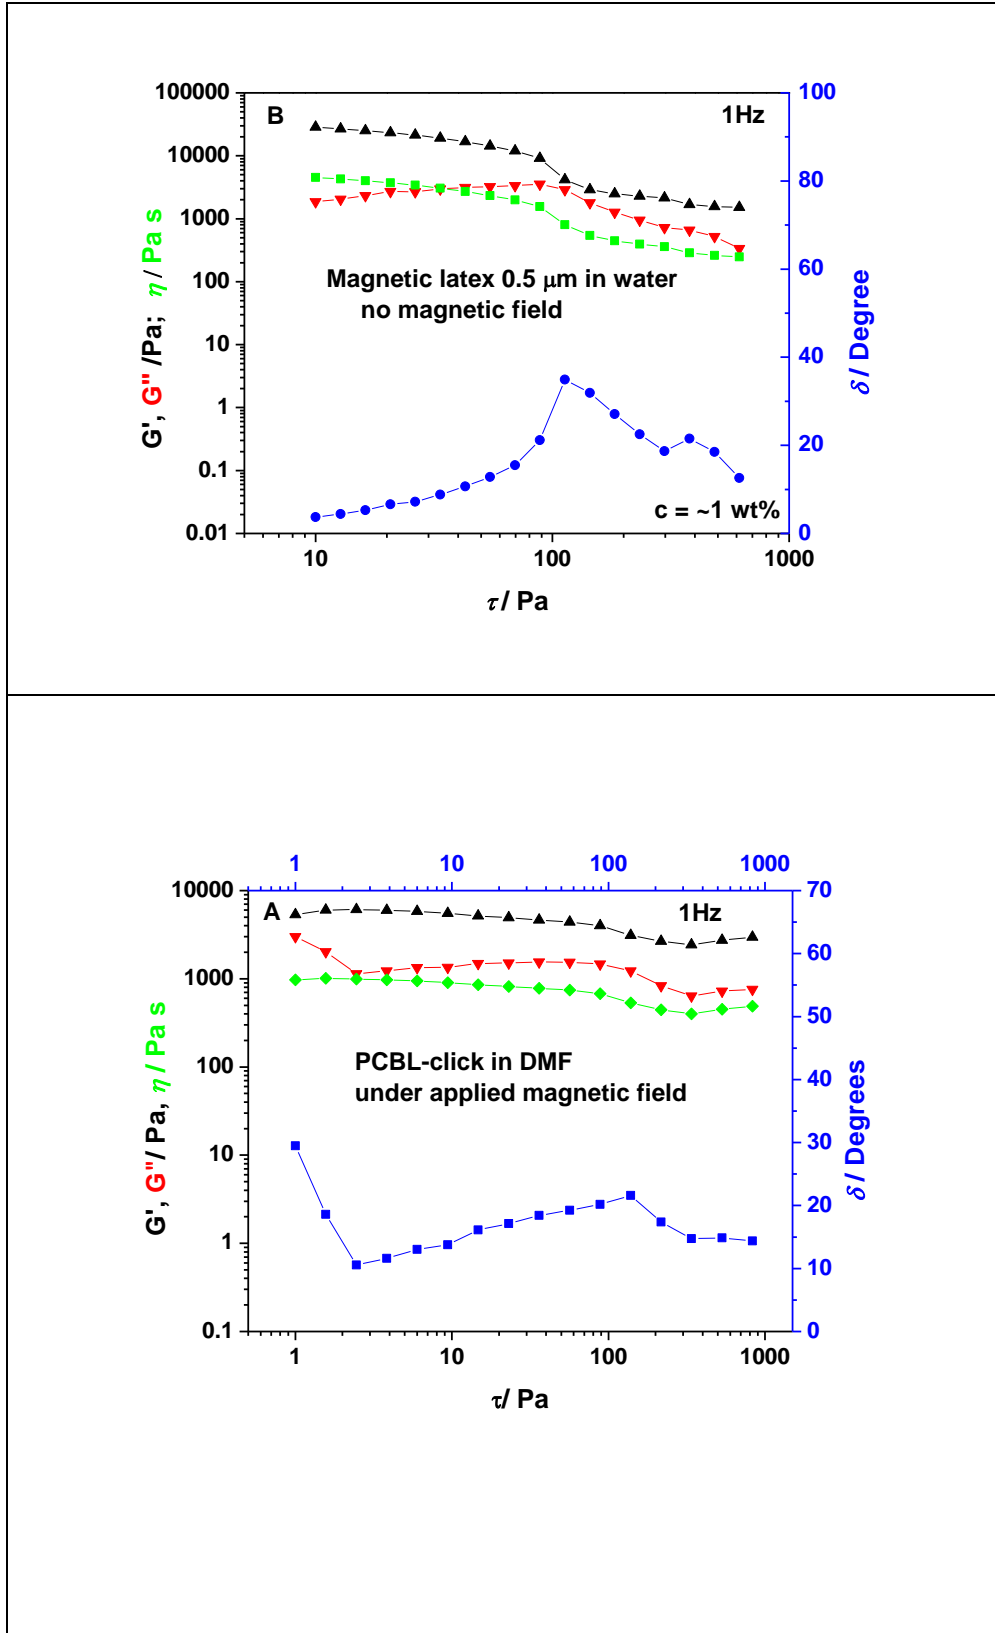 B
1Hz
100000
10000
1000
100
10
1
0.1
0.01
G', G" /Pa; η / Pa s
100
80
60
40
20
0
δ / Degree
Magnetic latex 0.5 μm in water
no magnetic field
c = ~1 wt%
10 100 1000
τ / Pa
1 10 100 1000
A
1Hz
10000
1000
100
10
1
0.1
G', G"/ Pa, η / Pa s
70
60
50
40
30
20
10
0
δ / Degrees
PCBL-click in DMF
under applied magnetic field
1 10 100 1000
τ/ Pa